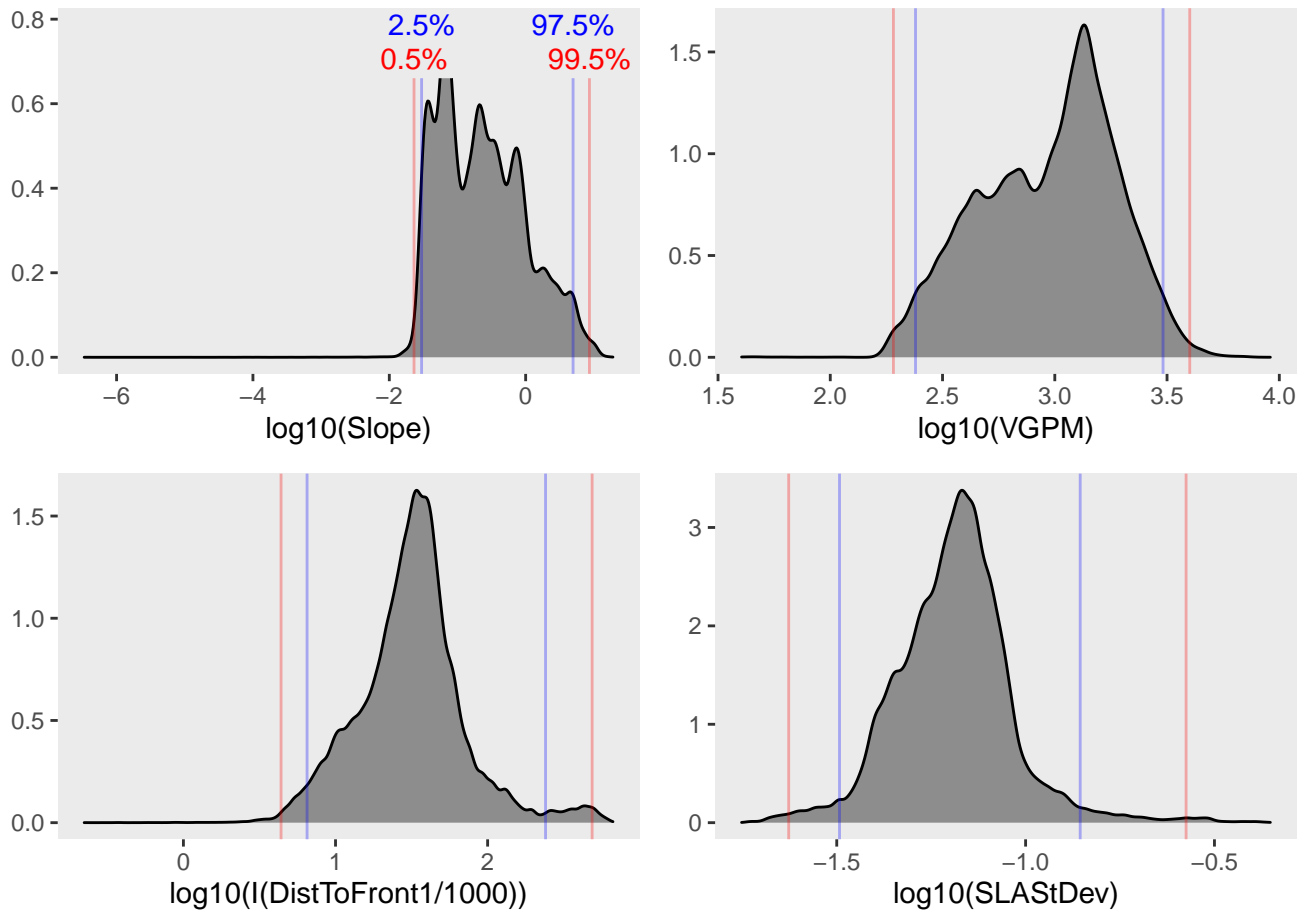 2.5% 97.5%
0.5% 99.5%
0.8
0.6
0.4
0.2
0.0
−6 −4 −2 0
log10(Slope)
1.5
1.0
0.5
0.0
1.5 2.0 2.5 3.0 3.5 4.0
log10(VGPM)
1.5
1.0
0.5
0.0
0 1 2
log10(I(DistToFront1/1000))
3
2
1
0
−1.5 −1.0 −0.5
log10(SLAStDev)